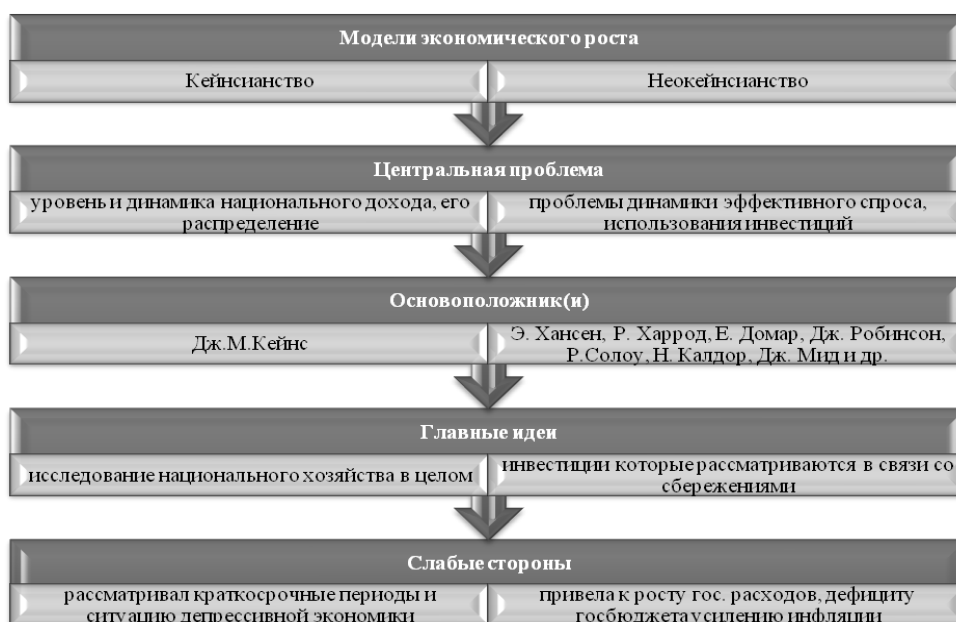 Модели экономического роста
Кейнсианство
Неокейнсианство
Центральная проблема
уровень и динамика национального дохода, его
распределение
проблемы динамики эффективного спроса,
использования инвестиций
Основоположник(и)
Дж.М.Кейнс
Э. Хансен, Р. Харрод, Е. Домар, Дж. Робинсон,
Р.Солоу, Н. Калдор, Дж. Мид и др.
Главные идеи
исследование национального хозяйства в целом
инвестиции которые рассматриваются в связи со
сбережениями
Слабые стороны
рассматривал краткосрочные периоды и
ситуацию депрессивной экономики
привела к росту гос. расходов, дефициту
госбюджета усилению инфляции